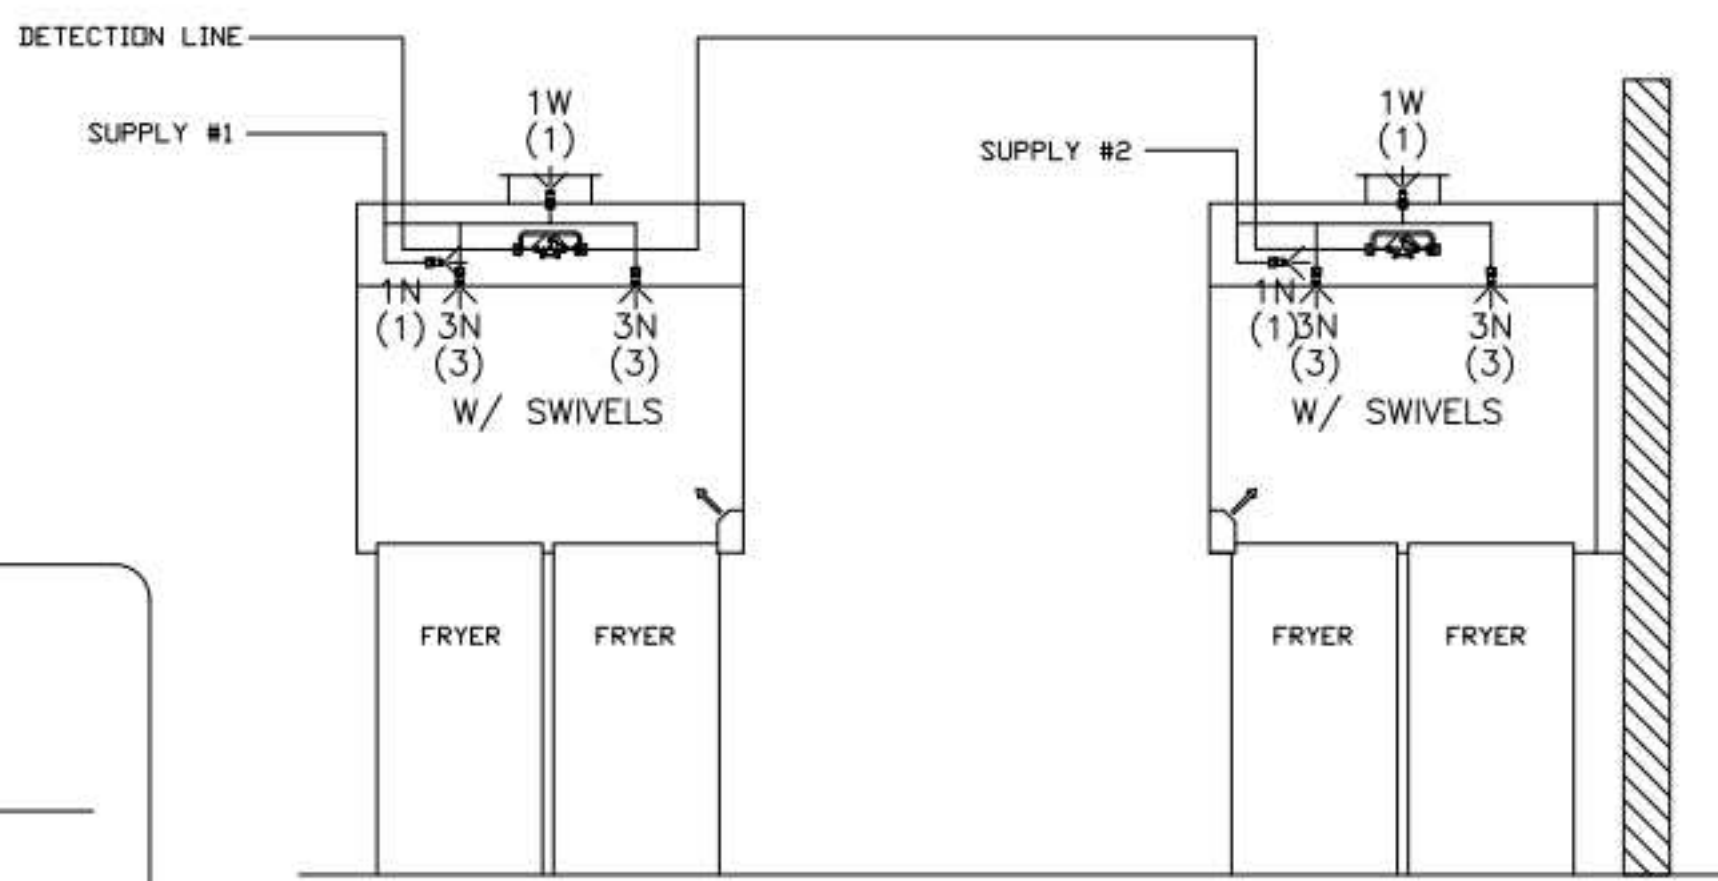 DETECTION LINE
SUPPLY #1
1W
(1)
1N
(1)
3N
(3)
3N
(3)
W/ SWIVELS
FRYER
FRYER
SUPPLY #2
1W
(1)
1N
(1)
3N
(3)
3N
(3)
W/ SWIVELS
FRYER
FRYER